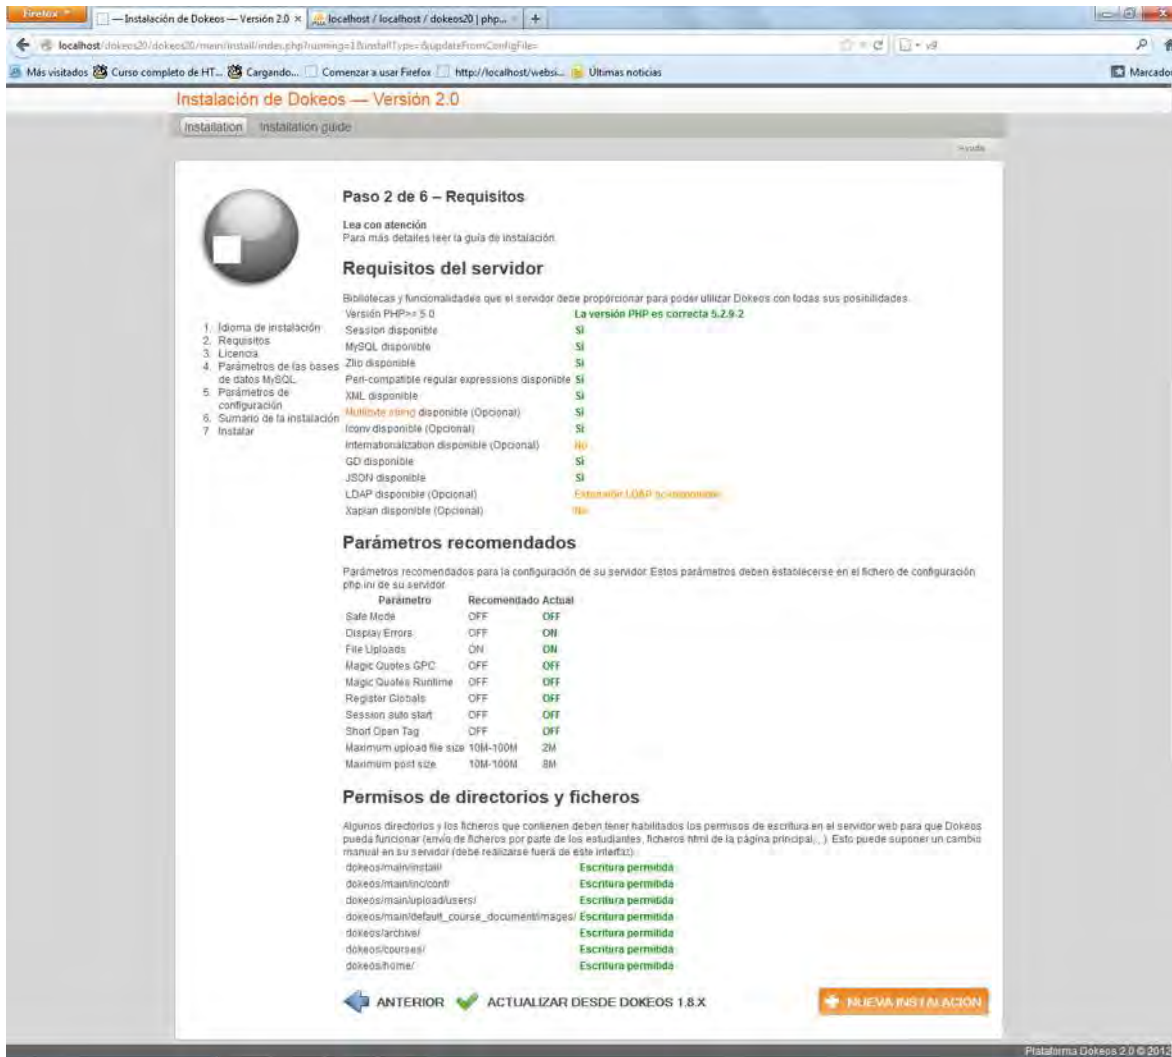 Firefox
— Instalación de Dokeos — Versión 2.0 ×
localhost / localhost / dokeos20 | php...
localhost/dokeos20/dokeos20/main/install/index.php?running=1&installType=&updateFromConfigFile=
Más visitados
Curso completo de HT...
Cargando...
Comenzar a usar Firefox
http://localhost/websi...
Últimas noticias
Marcado
Instalación de Dokeos — Versión 2.0
Installation Installation guide
Ayuda
Paso 2 de 6 – Requisitos
Lea con atención
Para más detalles leer la guía de instalación.
1. Idioma de instalación
2. Requisitos
3. Licencia
4. Parámetros de las bases de datos MySQL
5. Parámetros de configuración
6. Sumario de la instalación
7. Instalar
Requisitos del servidor
Bibliotecas y funcionalidades que el servidor debe proporcionar para poder utilizar Dokeos con todas sus posibilidades.
Versión PHP>= 5.0 La versión PHP es correcta 5.2.9-2
Session disponible Sí
MySQL disponible Sí
Zlib disponible Sí
Perl-compatible regular expressions disponible Sí
XML disponible Sí
Multibyte string disponible (Opcional) Sí
Iconv disponible (Opcional) Sí
Internationalization disponible (Opcional) No
GD disponible Sí
JSON disponible Sí
LDAP disponible (Opcional) Extensión LDAP no disponible
Xapian disponible (Opcional) No
Parámetros recomendados
Parámetros recomendados para la configuración de su servidor. Estos parámetros deben establecerse en el fichero de configuración
php.ini de su servidor
Parámetro Recomendado Actual
Safe Mode OFF OFF
Display Errors OFF ON
File Uploads ON ON
Magic Quotes GPC OFF OFF
Magic Quotes Runtime OFF OFF
Register Globals OFF OFF
Session auto start OFF OFF
Short Open Tag OFF OFF
Maximum upload file size 10M-100M 2M
Maximum post size 10M-100M 8M
Permisos de directorios y ficheros
Algunos directorios y los ficheros que contienen deben tener habilitados los permisos de escritura en el servidor web para que Dokeos
pueda funcionar (envío de ficheros por parte de los estudiantes, ficheros html de la página principal,...). Esto puede suponer un cambio
manual en su servidor (debe realizarse fuera de este interfaz)
dokeos/main/install/ Escritura permitida
dokeos/main/inc/conf/ Escritura permitida
dokeos/main/upload/users/ Escritura permitida
dokeos/main/default_course_document/images/ Escritura permitida
dokeos/archive/ Escritura permitida
dokeos/courses/ Escritura permitida
dokeos/home/ Escritura permitida
ANTERIOR
ACTUALIZAR DESDE DOKEOS 1.8.X
NUEVA INSTALACIÓN
Plataforma Dokeos 2.0 © 2012